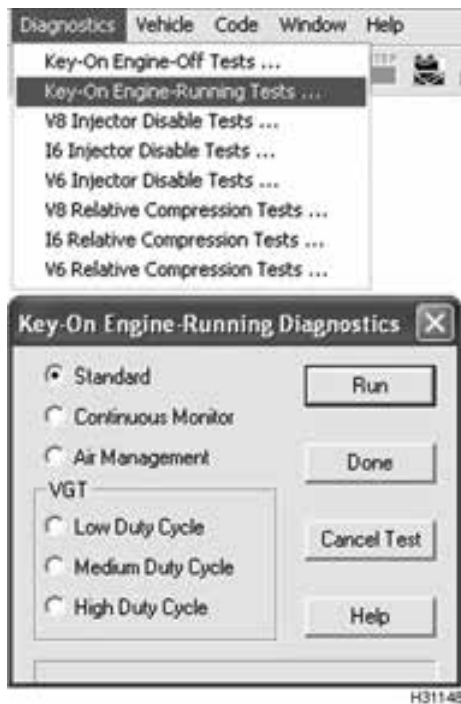 Diagnostics Vehicle Code Window Help
Key-On Engine-Off Tests ...
Key-On Engine-Running Tests ...
V8 Injector Disable Tests ...
I6 Injector Disable Tests ...
V6 Injector Disable Tests ...
V8 Relative Compression Tests ...
I6 Relative Compression Tests ...
V6 Relative Compression Tests ...
Key-On Engine-Running Diagnostics
Standard
Run
Continuous Monitor
Air Management
Done
VGT
Low Duty Cycle
Cancel Test
Medium Duty Cycle
High Duty Cycle
Help
H31148